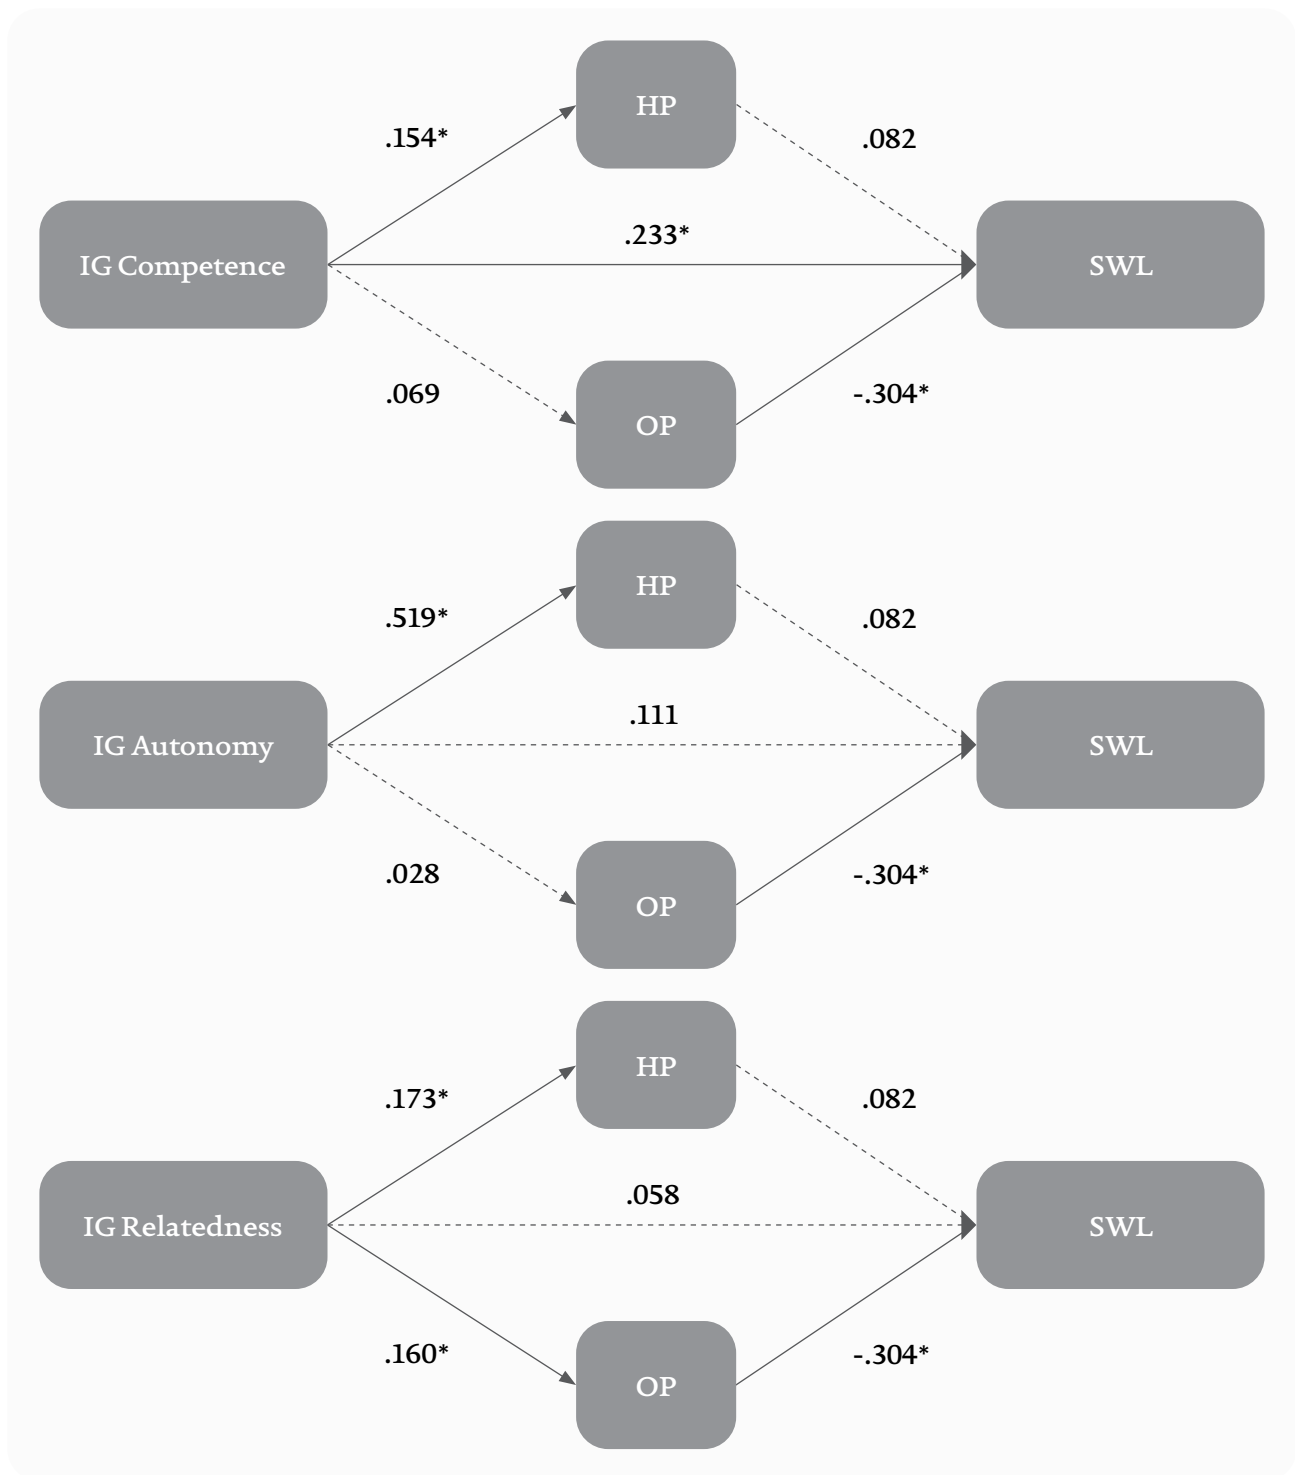 HP
.154*
.082
.233*
IG Competence
SWL
.069
-.304*
OP
HP
.519*
.082
.111
IG Autonomy
SWL
.028
-.304*
OP
HP
.173*
.082
.058
IG Relatedness
SWL
.160*
-.304*
OP